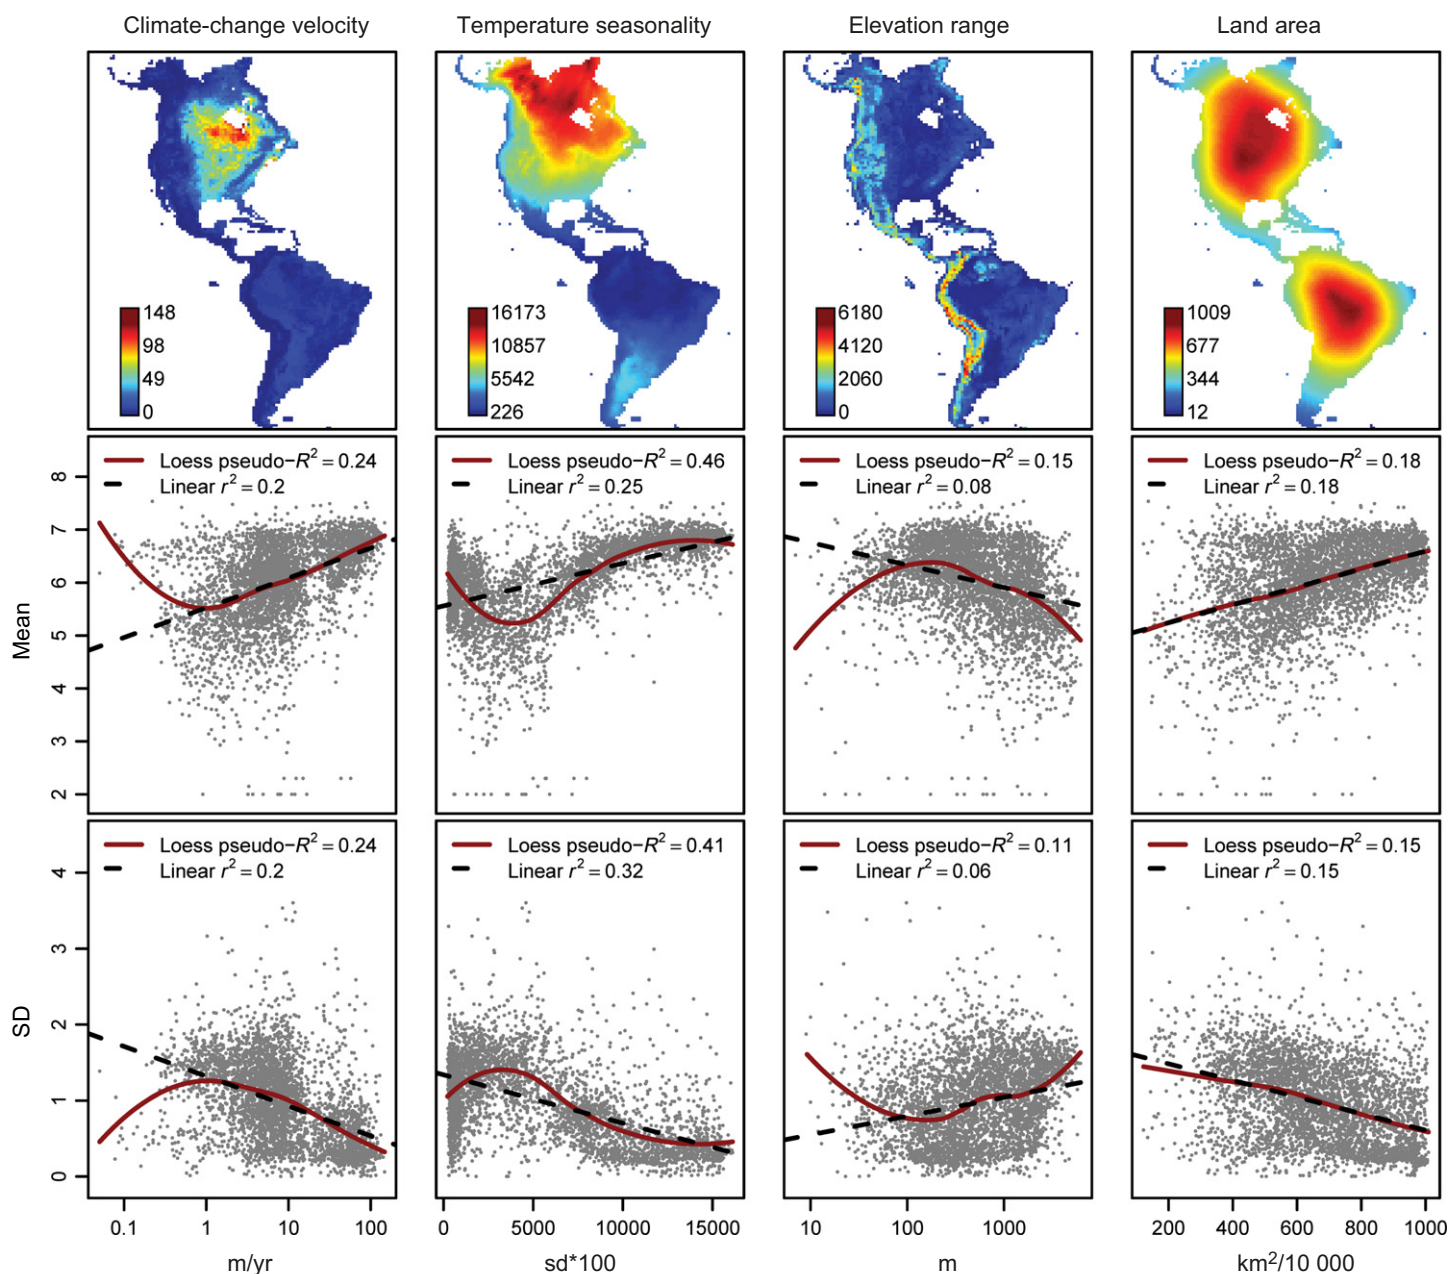 Climate-change velocity Temperature seasonality Elevation range Land area
148 16173 6180 1009
98 10857 4120 677
49 5542 2060 344
0 226 0 12
Loess pseudo−R² = 0.24 Loess pseudo−R² = 0.46 Loess pseudo−R² = 0.15 Loess pseudo−R² = 0.18
Linear r² = 0.2 Linear r² = 0.25 Linear r² = 0.08 Linear r² = 0.18
8
7
6
5
4
3
2
Mean
Loess pseudo−R² = 0.24 Loess pseudo−R² = 0.41 Loess pseudo−R² = 0.11 Loess pseudo−R² = 0.15
Linear r² = 0.2 Linear r² = 0.32 Linear r² = 0.06 Linear r² = 0.15
4
3
2
1
0
SD
0.1 1 10 100 0 5000 10000 15000 10 100 1000 200 400 600 800 1000
m/yr sd*100 m km²/10 000